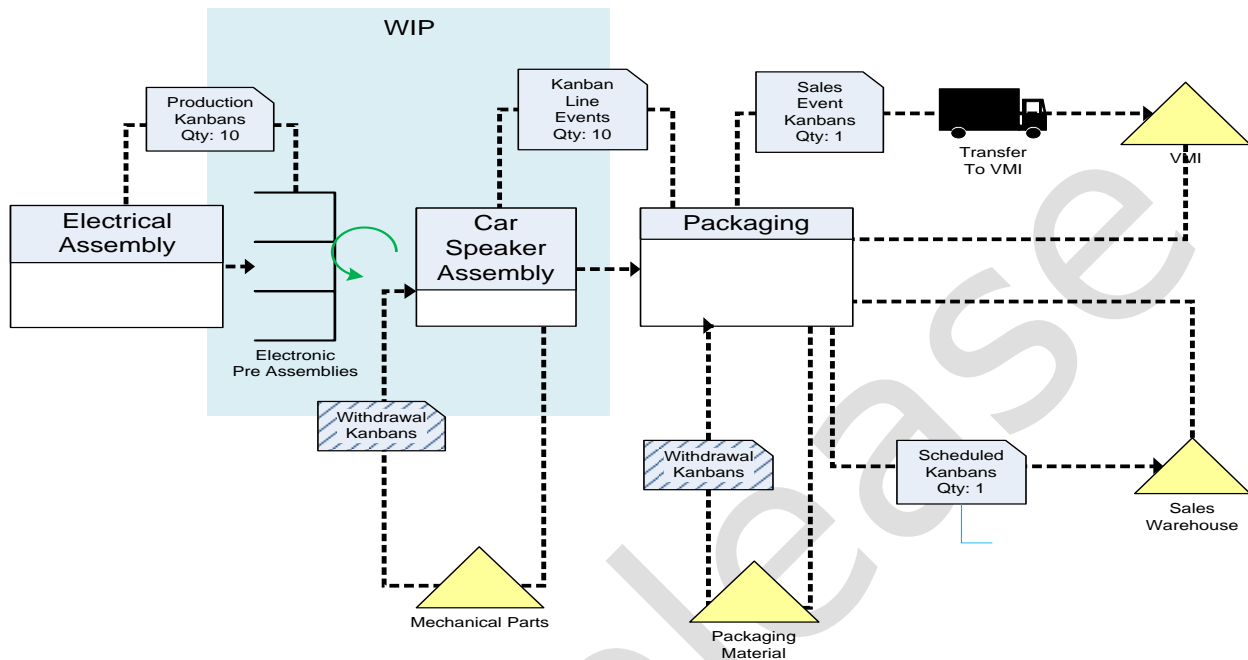 WIP
Production
Kanbans
Qty: 10
Kanban
Line
Events
Qty: 10
Sales
Event
Kanbans
Qty: 1
Transfer
To VMI
VMI
Electrical
Assembly
Car
Speaker
Assembly
Packaging
Electronic
Pre Assemblies
Withdrawal
Kanbans
Withdrawal
Kanbans
Scheduled
Kanbans
Qty: 1
Sales
Warehouse
Mechanical Parts
Packaging
Material
lease